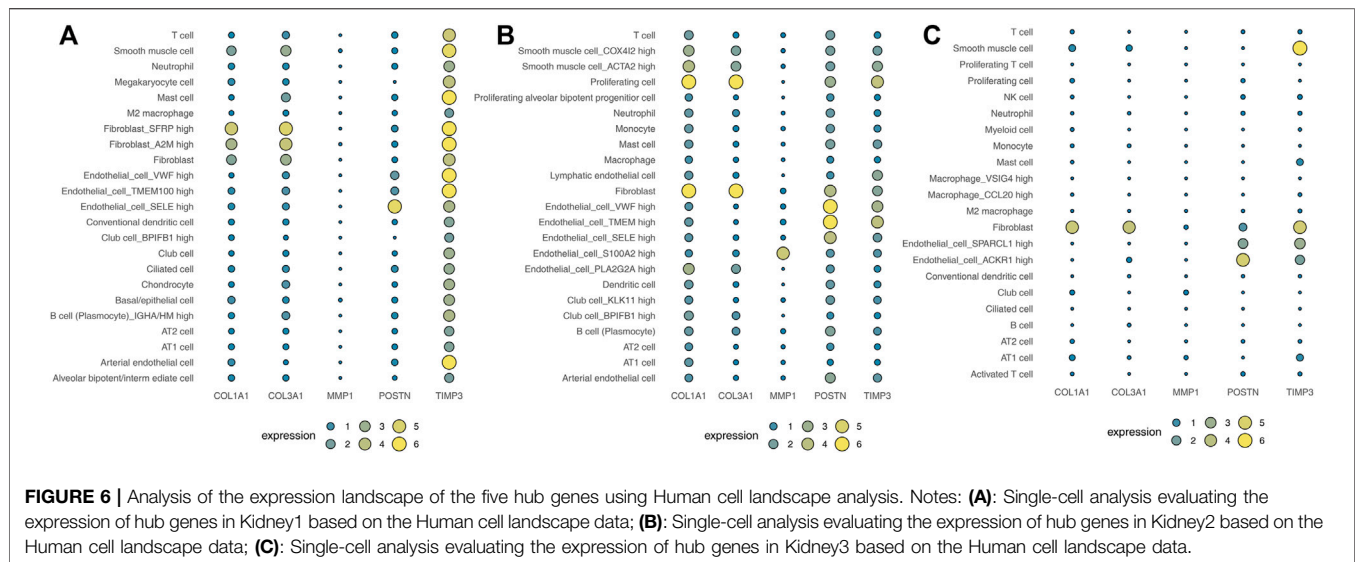 A
T cell
Smooth muscle cell
Neutrophil
Megakaryocyte cell
Mast cell
M2 macrophage
Fibroblast_SFRP high
Fibroblast_A2M high
Fibroblast
Endothelial_cell_VWF high
Endothelial_cell_TMEM100 high
Endothelial_cell_SELE high
Conventional dendritic cell
Club cell_BPIFB1 high
Club cell
Ciliated cell
Chondrocyte
Basal/epithelial cell
B cell (Plasmocyte)_IGHA/HM high
AT2 cell
AT1 cell
Arterial endothelial cell
Alveolar bipotent/interm ediate cell
COL1A1 COL3A1 MMP1 POSTN TIMP3
expression
1 3 5
2 4 6
B
T cell
Smooth muscle cell_COX4I2 high
Smooth muscle cell_ACTA2 high
Proliferating cell
Proliferating alveolar bipotent progenitior cell
Neutrophil
Monocyte
Mast cell
Macrophage
Lymphatic endothelial cell
Fibroblast
Endothelial_cell_VWF high
Endothelial_cell_TMEM high
Endothelial_cell_SELE high
Endothelial_cell_S100A2 high
Endothelial_cell_PLA2G2A high
Dendritic cell
Club cell_KLK11 high
Club cell_BPIFB1 high
B cell (Plasmocyte)
AT2 cell
AT1 cell
Arterial endothelial cell
COL1A1 COL3A1 MMP1 POSTN TIMP3
expression
1 3 5
2 4 6
C
T cell
Smooth muscle cell
Proliferating T cell
Proliferating cell
NK cell
Neutrophil
Myeloid cell
Monocyte
Mast cell
Macrophage_VSIG4 high
Macrophage_CCL20 high
M2 macrophage
Fibroblast
Endothelial_cell_SPARCL1 high
Endothelial_cell_ACKR1 high
Conventional dendritic cell
Club cell
Ciliated cell
B cell
AT2 cell
AT1 cell
Activated T cell
COL1A1 COL3A1 MMP1 POSTN TIMP3
expression
1 3 5
2 4 6
FIGURE 6 | Analysis of the expression landscape of the five hub genes using Human cell landscape analysis. Notes: (A): Single-cell analysis evaluating the
expression of hub genes in Kidney1 based on the Human cell landscape data; (B): Single-cell analysis evaluating the expression of hub genes in Kidney2 based on the
Human cell landscape data; (C): Single-cell analysis evaluating the expression of hub genes in Kidney3 based on the Human cell landscape data.